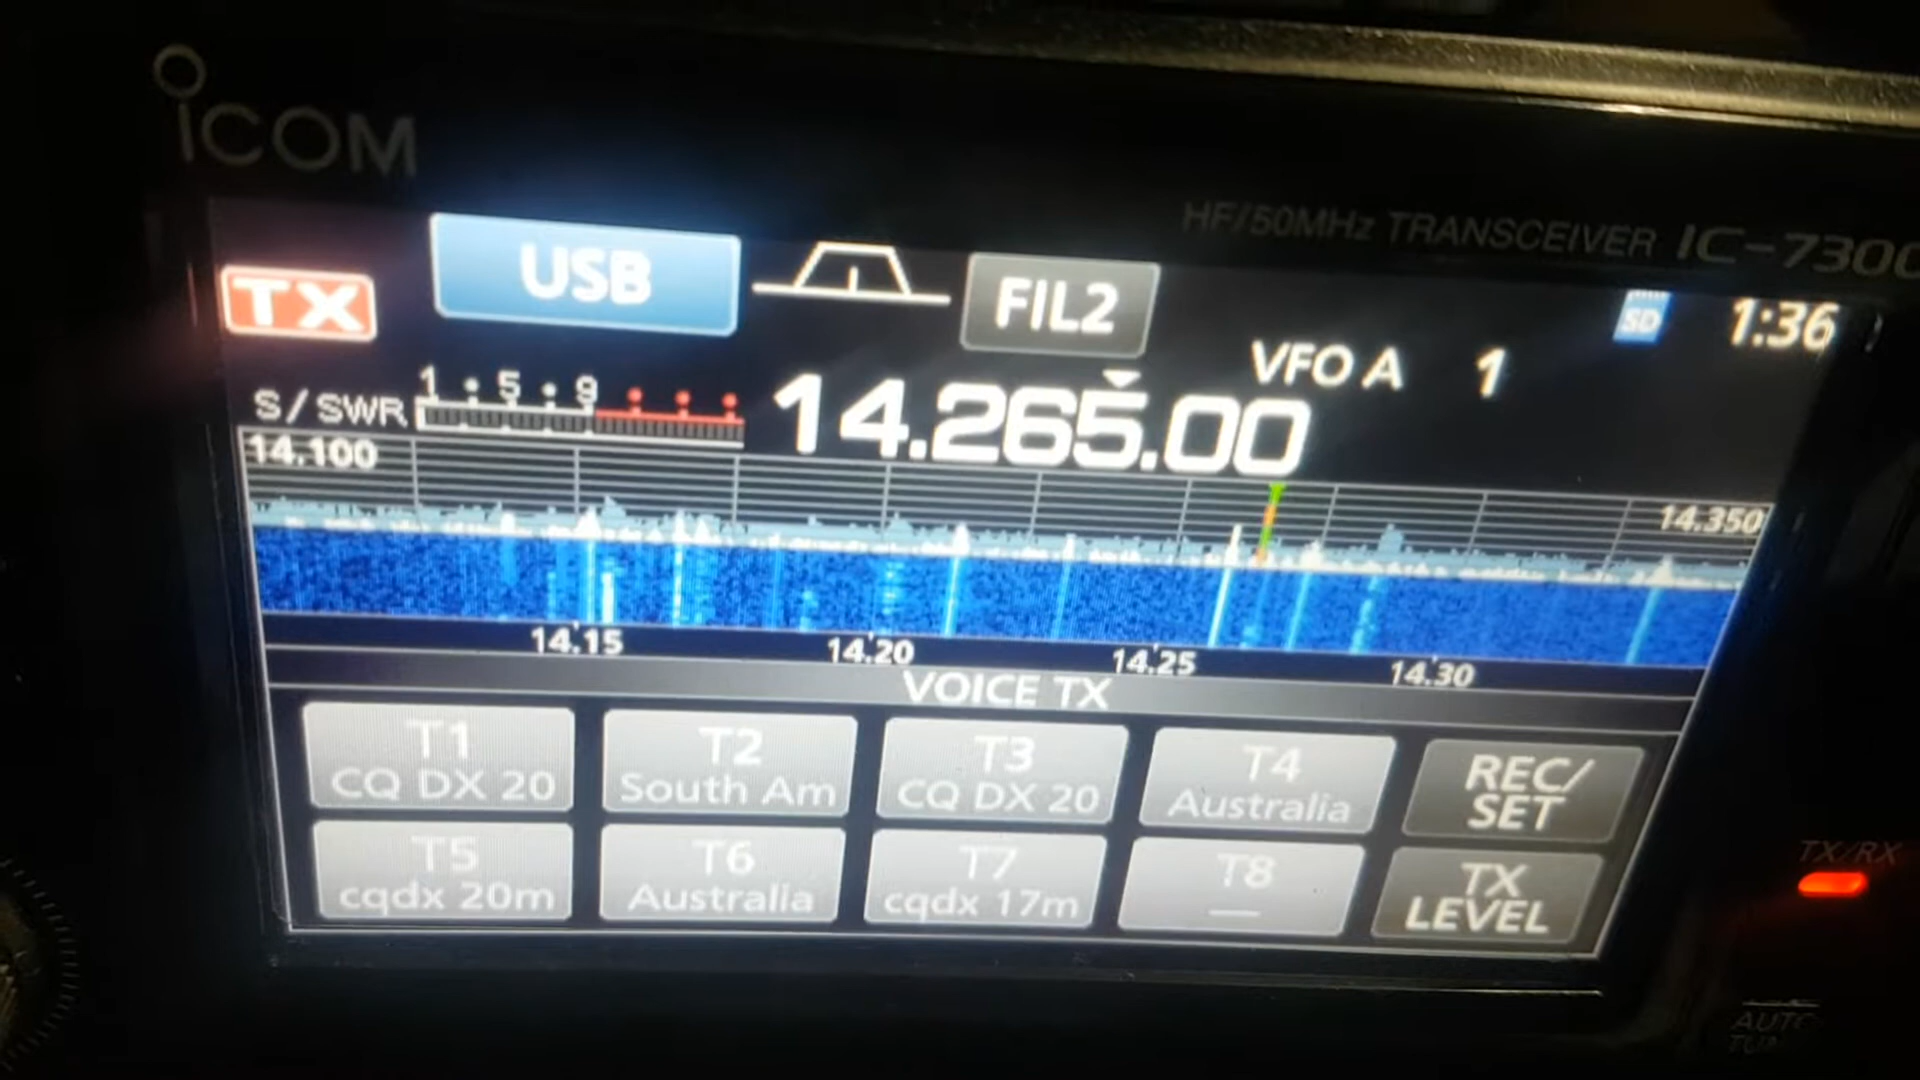 ICOM
HF/50MHz TRANSCEIVER IC-7300
TX USB FIL2
SD 1:36
VFO A 1
S/SWR 1 5 9
14.265.00
14.100
14.350
14.15 14.20 14.25 14.30
VOICE TX
T1 T2 T3 T4 REC/
CQ DX 20 South Am CQ DX 20 Australia SET
T5 T6 T7 T8 TX
cqdx 20m Australia cqdx 17m — LEVEL
TX/RX
AUTO
TUNE